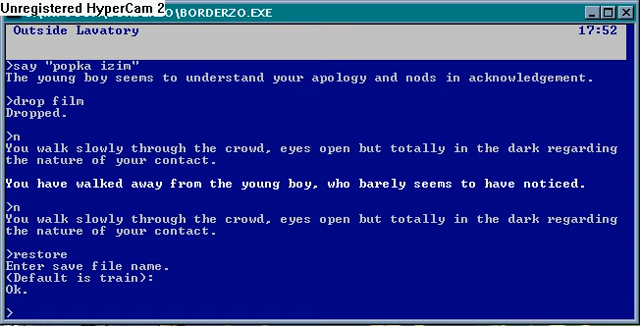 Unregistered HyperCam 2
\BORDERZO.EXE
Outside Lavatory 17:52
>say "popka izim"
The young boy seems to understand your apology and nods in acknowledgement.
>drop film
Dropped.
>n
You walk slowly through the crowd, eyes open but totally in the dark regarding
the nature of your contact.
You have walked away from the young boy, who barely seems to have noticed.
>n
You walk slowly through the crowd, eyes open but totally in the dark regarding
the nature of your contact.
>restore
Enter save file name.
(Default is train):
Ok.
>